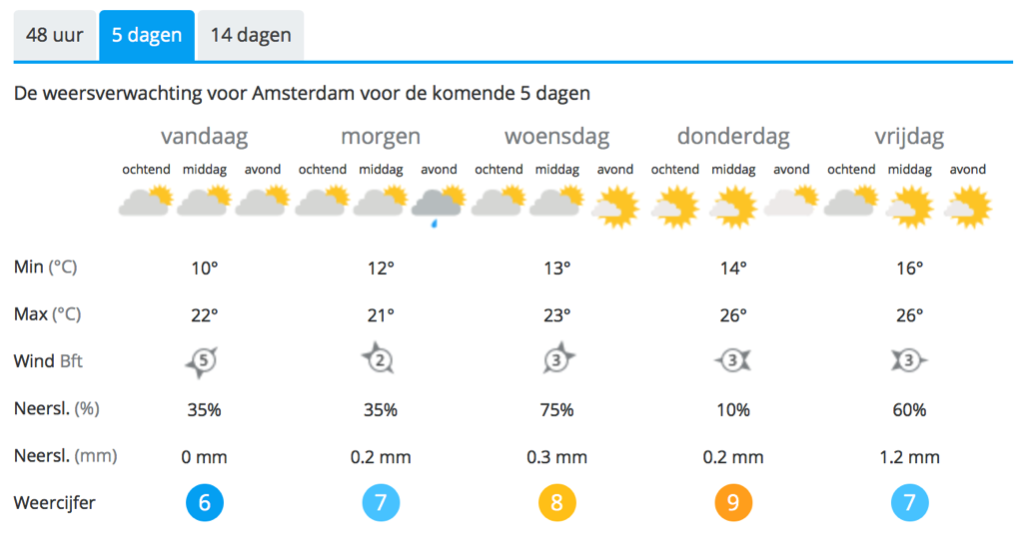 48 uur 5 dagen 14 dagen
De weersverwachting voor Amsterdam voor de komende 5 dagen
vandaag morgen woensdag donderdag vrijdag
ochtend middag avond ochtend middag avond ochtend middag avond ochtend middag avond ochtend middag avond
Min (°C) 10° 12° 13° 14° 16°
Max (°C) 22° 21° 23° 26° 26°
Wind Bft 5 2 3 3 3
Neersl. (%) 35% 35% 75% 10% 60%
Neersl. (mm) 0 mm 0.2 mm 0.3 mm 0.2 mm 1.2 mm
Weercijfer 6 7 8 9 7